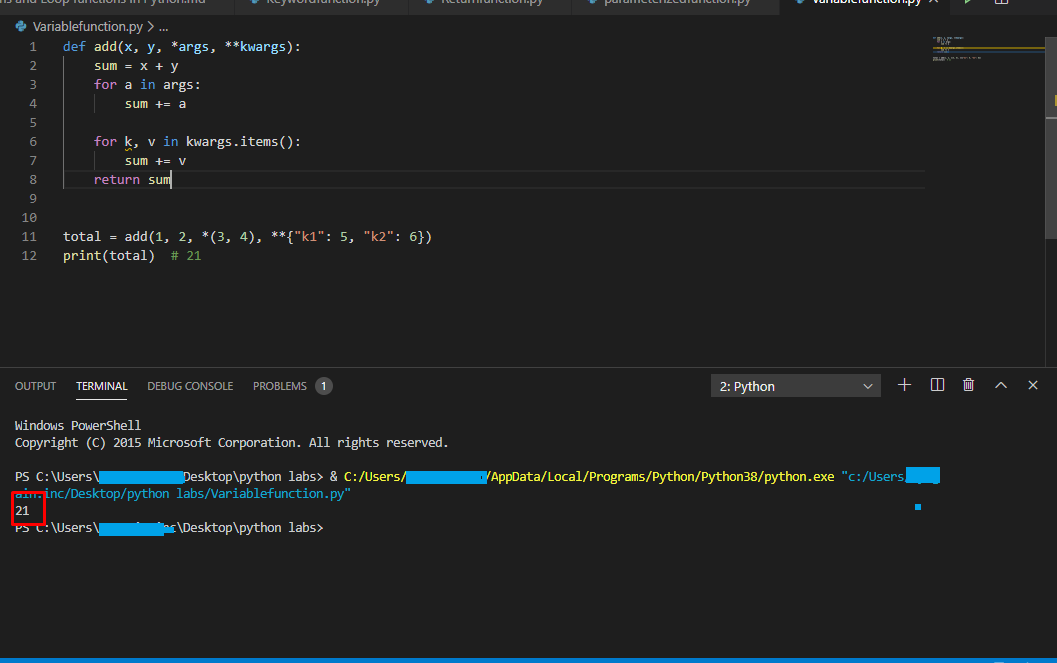 ns and Loop functions in Python.md Keywordfunction.py Returnfunction.py parameterizedfunction.py Variablefunction.py
Variablefunction.py > ...
1 def add(x, y, *args, **kwargs):
2 sum = x + y
3 for a in args:
4 sum += a
5
6 for k, v in kwargs.items():
7 sum += v
8 return sum
9
10
11 total = add(1, 2, *(3, 4), **{"k1": 5, "k2": 6})
12 print(total) # 21
OUTPUT TERMINAL DEBUG CONSOLE PROBLEMS 1 2: Python
Windows PowerShell
Copyright (C) 2015 Microsoft Corporation. All rights reserved.
PS C:\Users\ Desktop\python labs> & C:/Users/ /AppData/Local/Programs/Python/Python38/python.exe "c:/Users/
ain.inc/Desktop/python labs/Variablefunction.py"
21
PS C:\Users\ \Desktop\python labs>